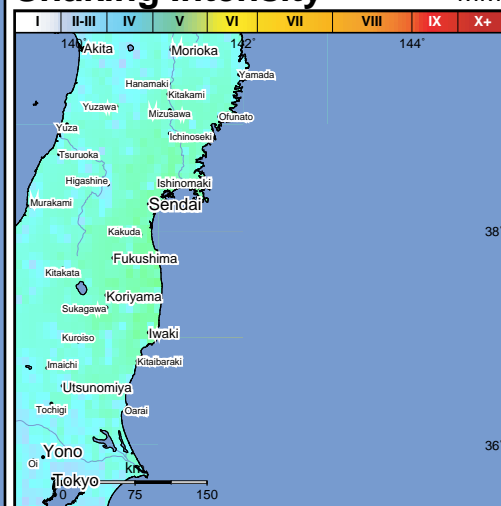 Shaking Intensity
I II-III IV V VI VII VIII IX X+
140° 142° 144°
Akita Morioka
Yamada
Hanamaki
Kitakami
Yuzawa
Mizusawa Ofunato
Yuza
Ichinoseki
Tsuruoka
Higashine Ishinomaki
Murakami Sendai
Kakuda 38°
Fukushima
Kitakata
Koriyama
Sukagawa
Kuroiso Iwaki
Imaichi Kitaibaraki
Utsunomiya
Tochigi Oarai
36°
Yono
Oi km
Tokyo
0 75 150